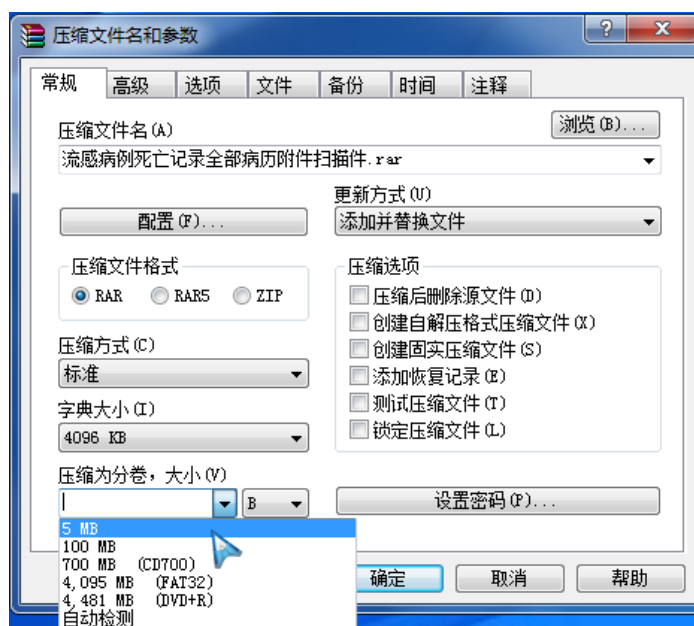 压缩文件名和参数
常规 高级 选项 文件 备份 时间 注释
压缩文件名(A)
浏览(B)...
流感病例死亡记录全部病历附件扫描件.rar
更新方式(U)
配置(F)...
添加并替换文件
压缩文件格式
RAR RAR5 ZIP
压缩选项
压缩后删除源文件(D)
创建自解压格式压缩文件(X)
创建固实压缩文件(S)
添加恢复记录(E)
测试压缩文件(T)
锁定压缩文件(L)
压缩方式(C)
标准
字典大小(I)
4096 KB
压缩为分卷，大小(V)
B
设置密码(P)...
5 MB
100 MB
700 MB (CD700)
4,095 MB (FAT32)
4,481 MB (DVD+R)
自动检测
确定 取消 帮助